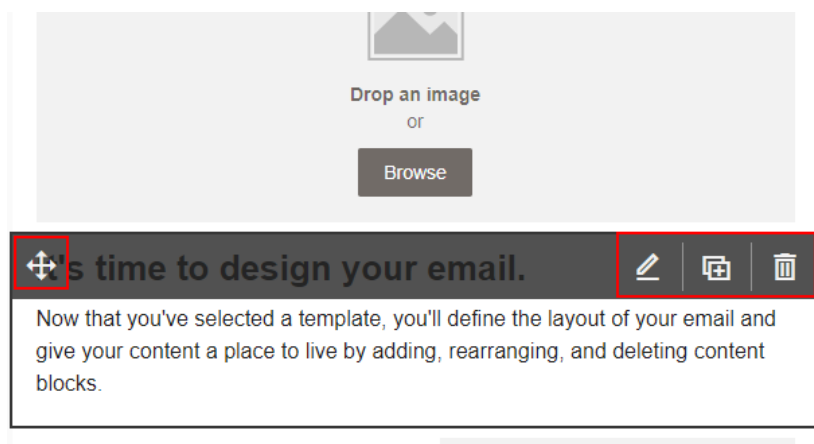 Drop an image
or
Browse
's time to design your email.
Now that you've selected a template, you'll define the layout of your email and
give your content a place to live by adding, rearranging, and deleting content
blocks.